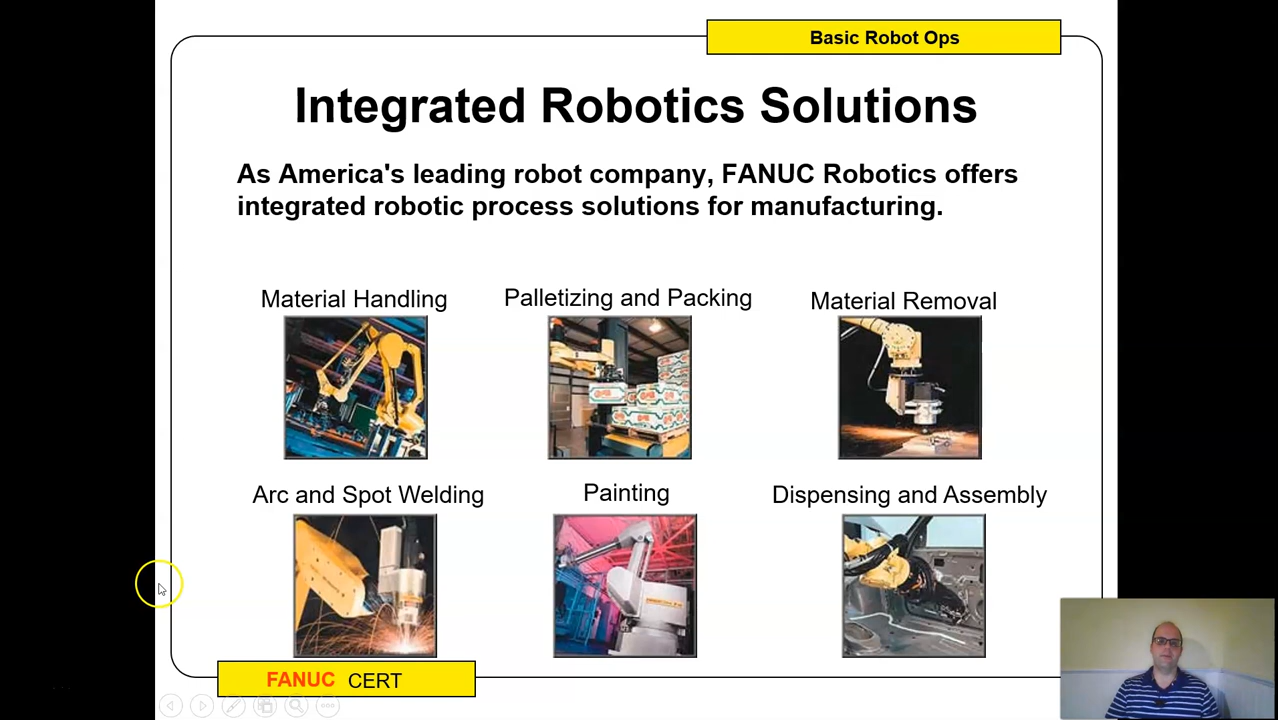 Basic Robot Ops
Integrated Robotics Solutions
As America's leading robot company, FANUC Robotics offers
integrated robotic process solutions for manufacturing.
Material Handling
Palletizing and Packing
Material Removal
Arc and Spot Welding
Painting
Dispensing and Assembly
FANUC CERT